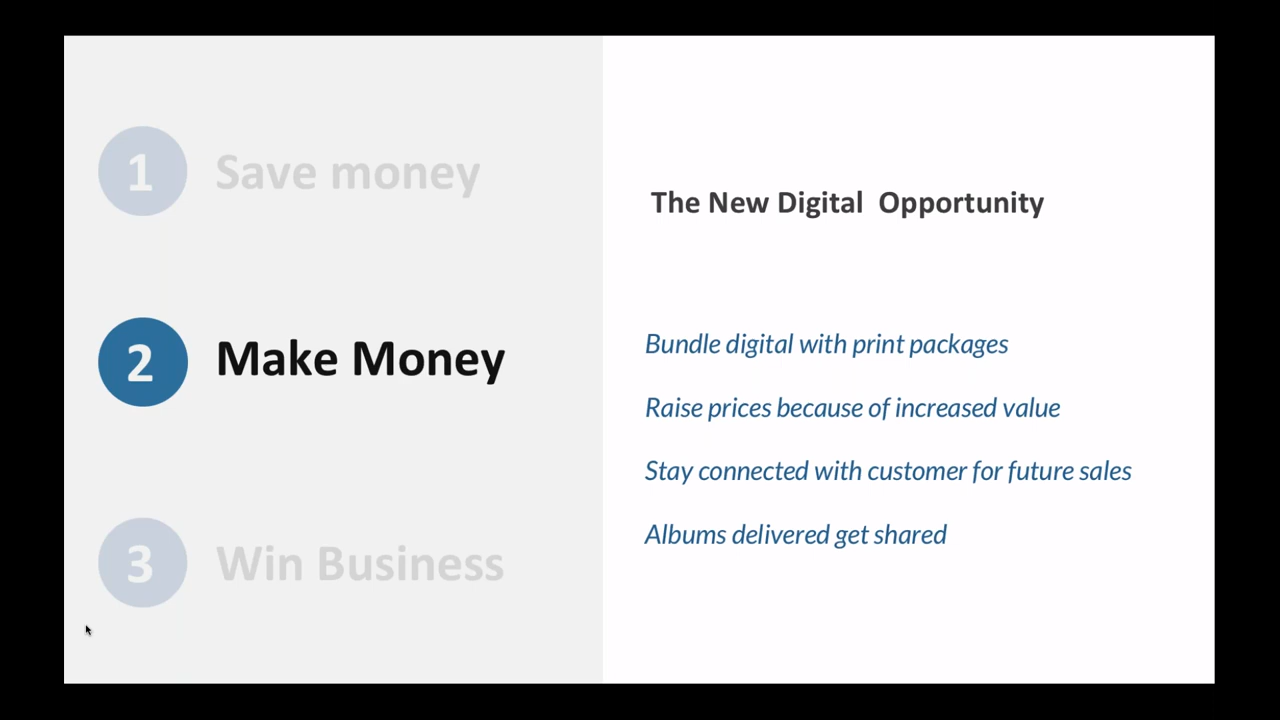 1 Save money
2 Make Money
3 Win Business
The New Digital  Opportunity
Bundle digital with print packages
Raise prices because of increased value
Stay connected with customer for future sales
Albums delivered get shared